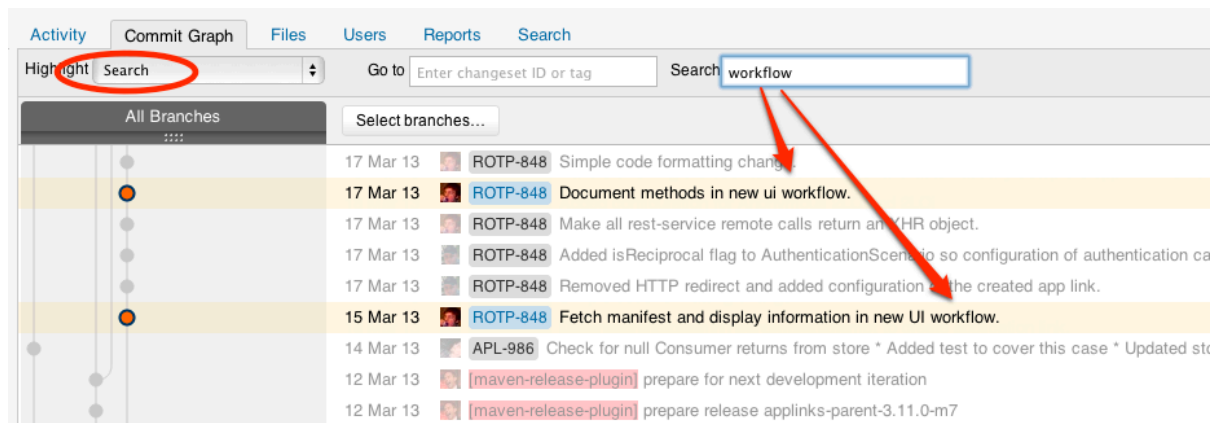 Activity Commit Graph Files Users Reports Search
Highlight Search Go to Enter changeset ID or tag Search workflow
All Branches Select branches...
17 Mar 13 ROTP-848 Simple code formatting change.
17 Mar 13 ROTP-848 Document methods in new ui workflow.
17 Mar 13 ROTP-848 Make all rest-service remote calls return an XHR object.
17 Mar 13 ROTP-848 Added isReciprocal flag to AuthenticationScenario so configuration of authentication ca
17 Mar 13 ROTP-848 Removed HTTP redirect and added configuration of the created app link.
15 Mar 13 ROTP-848 Fetch manifest and display information in new UI workflow.
14 Mar 13 APL-986 Check for null Consumer returns from store * Added test to cover this case * Updated sto
12 Mar 13 [maven-release-plugin] prepare for next development iteration
12 Mar 13 [maven-release-plugin] prepare release applinks-parent-3.11.0-m7